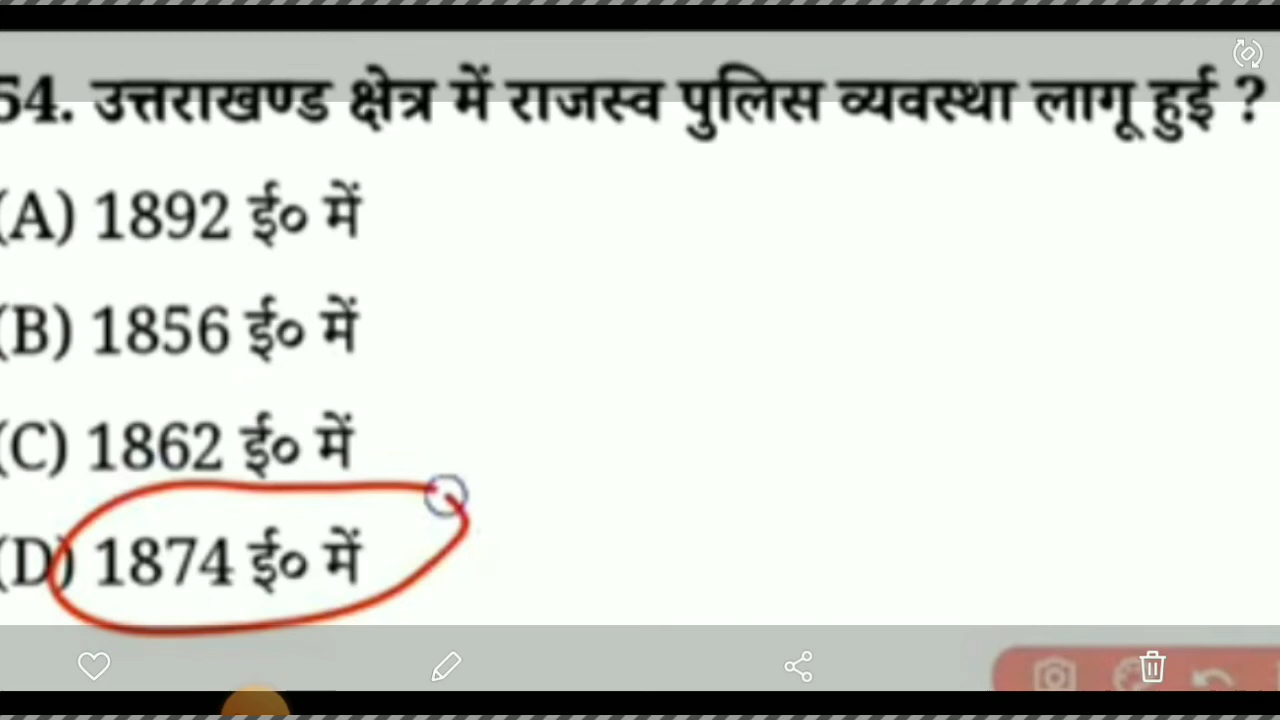 54. उत्तराखण्ड क्षेत्र में राजस्व पुलिस व्यवस्था लागू हुई ?
(A) 1892 ई० में
(B) 1856 ई० में
(C) 1862 ई० में
(D) 1874 ई० में